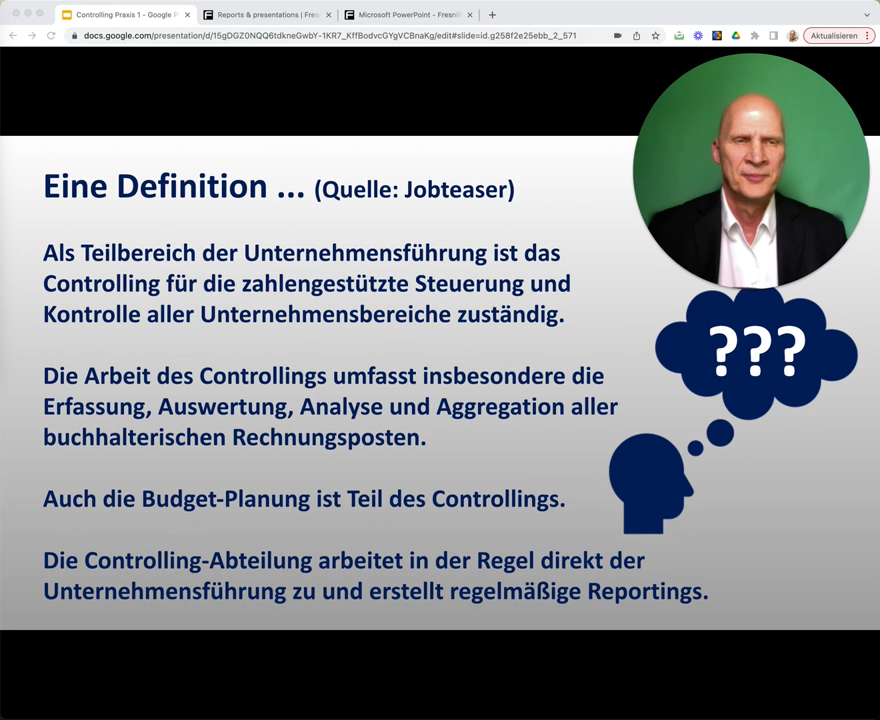 Controlling Praxis 1 - Google P
Reports & presentations | Fres
Microsoft PowerPoint - Fresni
docs.google.com/presentation/d/15gDGZ0NQQ6tdkneGwbY-1KR7_KffBodvcGYgVCBnaKg/edit#slide=id.g258f2e25ebb_2_571
Aktualisieren
Eine Definition ... (Quelle: Jobteaser)
Als Teilbereich der Unternehmensführung ist das
Controlling für die zahlengestützte Steuerung und
Kontrolle aller Unternehmensbereiche zuständig.
???
Die Arbeit des Controllings umfasst insbesondere die
Erfassung, Auswertung, Analyse und Aggregation aller
buchhalterischen Rechnungsposten.
Auch die Budget-Planung ist Teil des Controllings.
Die Controlling-Abteilung arbeitet in der Regel direkt der
Unternehmensführung zu und erstellt regelmäßige Reportings.